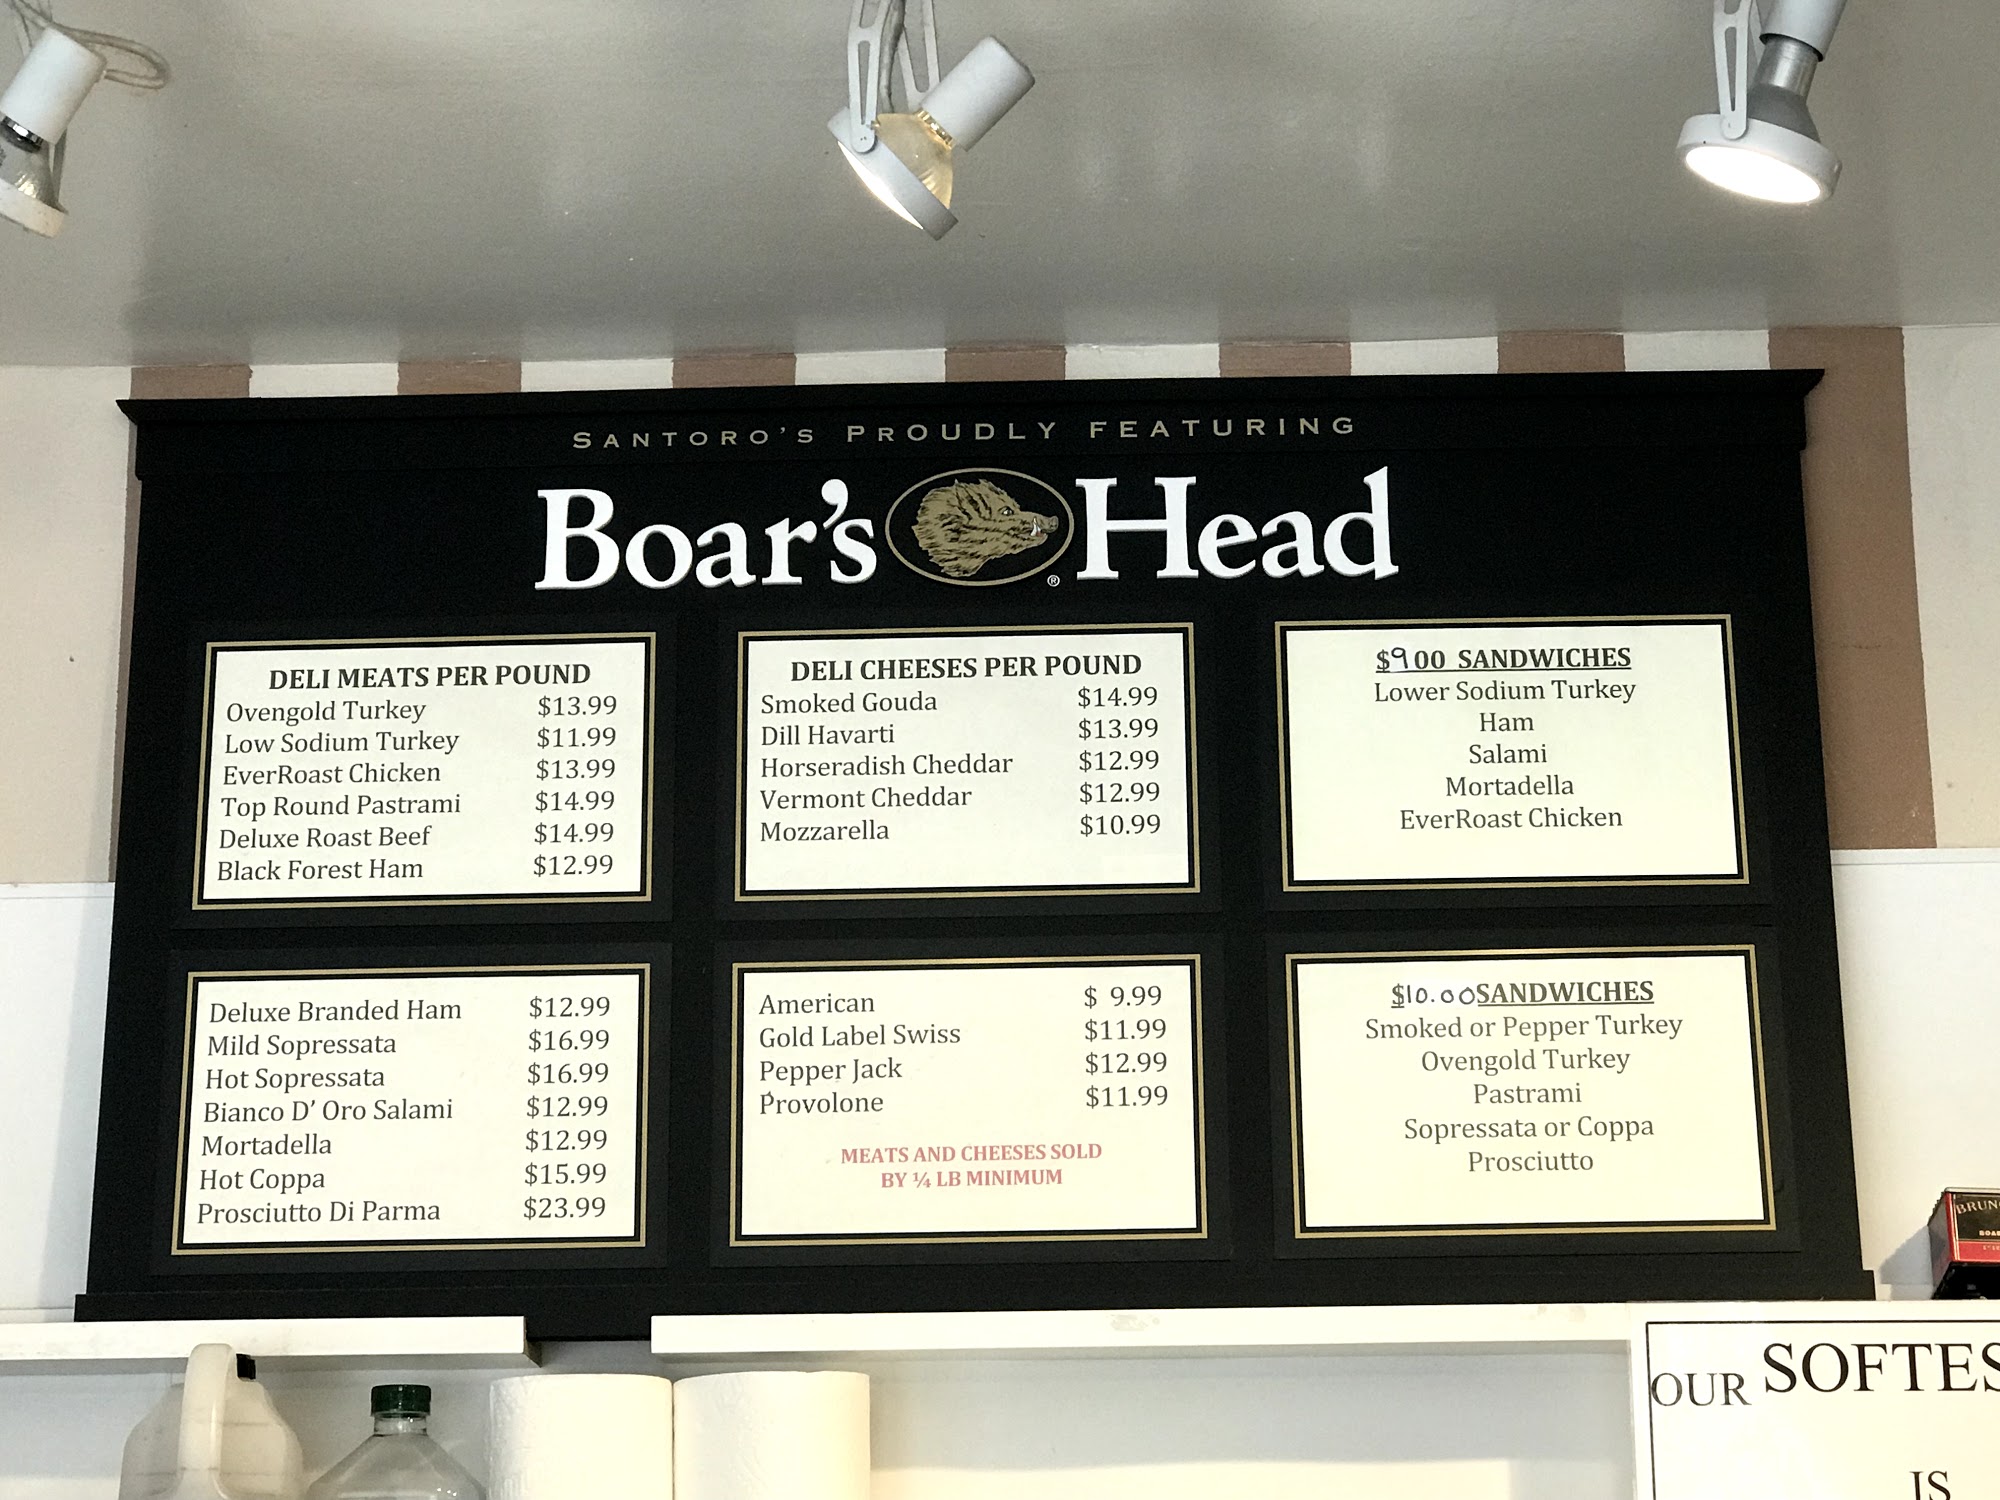 SANTORO'S PROUDLY FEATURING
Boar's Head®
DELI MEATS PER POUND
Ovengold Turkey $13.99
Low Sodium Turkey $11.99
EverRoast Chicken $13.99
Top Round Pastrami $14.99
Deluxe Roast Beef $14.99
Black Forest Ham $12.99
Deluxe Branded Ham $12.99
Mild Sopressata $16.99
Hot Sopressata $16.99
Bianco D' Oro Salami $12.99
Mortadella $12.99
Hot Coppa $15.99
Prosciutto Di Parma $23.99
DELI CHEESES PER POUND
Smoked Gouda $14.99
Dill Havarti $13.99
Horseradish Cheddar $12.99
Vermont Cheddar $12.99
Mozzarella $10.99
American $ 9.99
Gold Label Swiss $11.99
Pepper Jack $12.99
Provolone $11.99
MEATS AND CHEESES SOLD
BY ¼ LB MINIMUM
$9.00 SANDWICHES
Lower Sodium Turkey
Ham
Salami
Mortadella
EverRoast Chicken
$10.00 SANDWICHES
Smoked or Pepper Turkey
Ovengold Turkey
Pastrami
Sopressata or Coppa
Prosciutto
BRUN
OUR SOFTES
IS